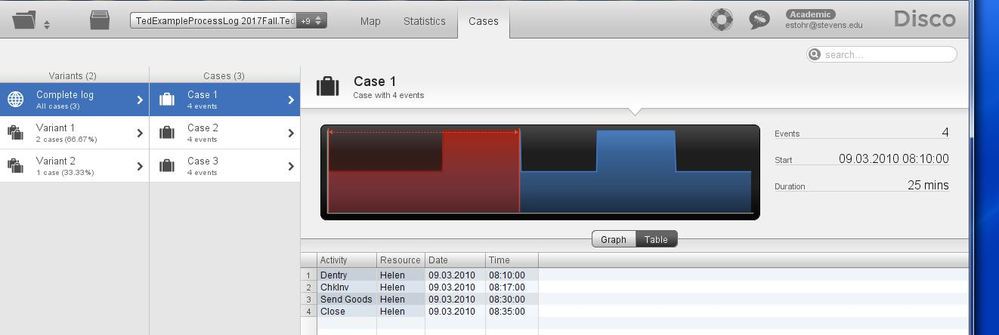 TedExampleProcessLog 2017Fall.Ted +9
Map Statistics Cases
Academic
estohr@stevens.edu
Disco
search...
Variants (2) Cases (3)
Complete log
All cases (3)
Case 1
4 events
Variant 1
2 cases (66.67%)
Case 2
4 events
Variant 2
1 case (33.33%)
Case 3
4 events
Case 1
Case with 4 events
Events 4
Start 09.03.2010 08:10:00
Duration 25 mins
Graph Table
Activity Resource Date Time
1 Dentry Helen 09.03.2010 08:10:00
2 ChkInv Helen 09.03.2010 08:17:00
3 Send Goods Helen 09.03.2010 08:30:00
4 Close Helen 09.03.2010 08:35:00